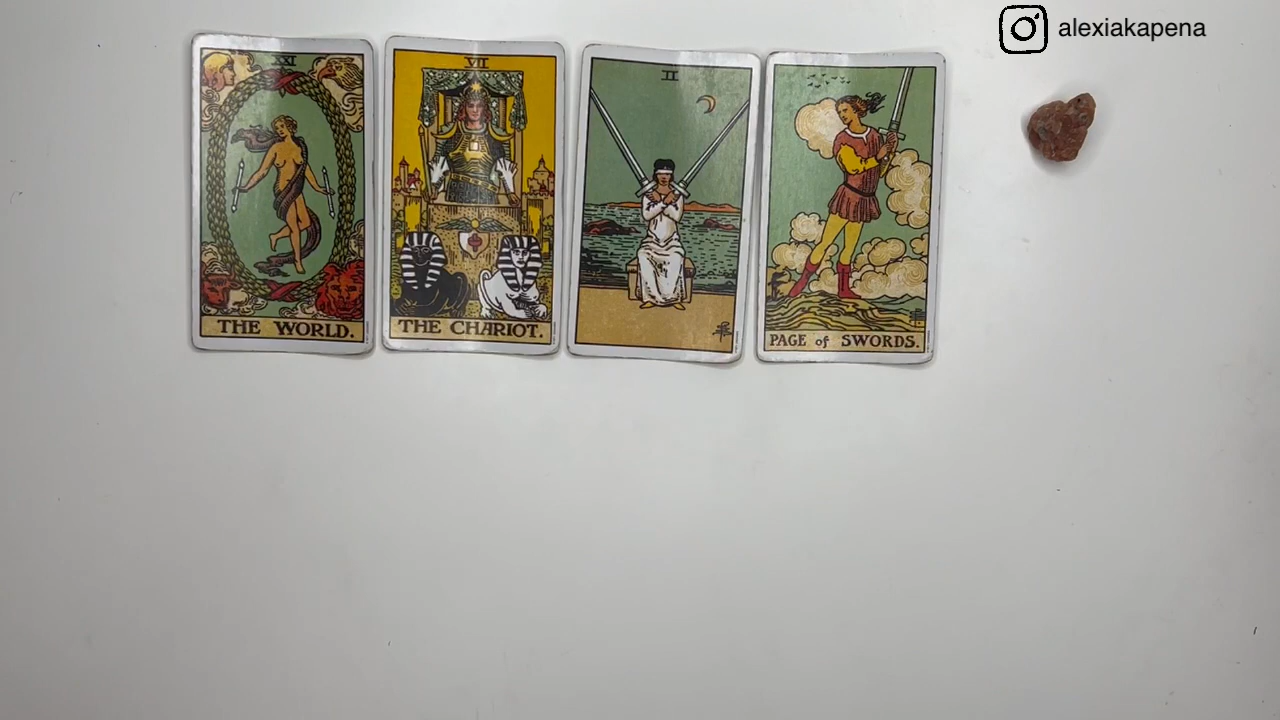 alexiakapena
XXI
THE WORLD.
VII
THE CHARIOT.
II
PAGE of SWORDS.